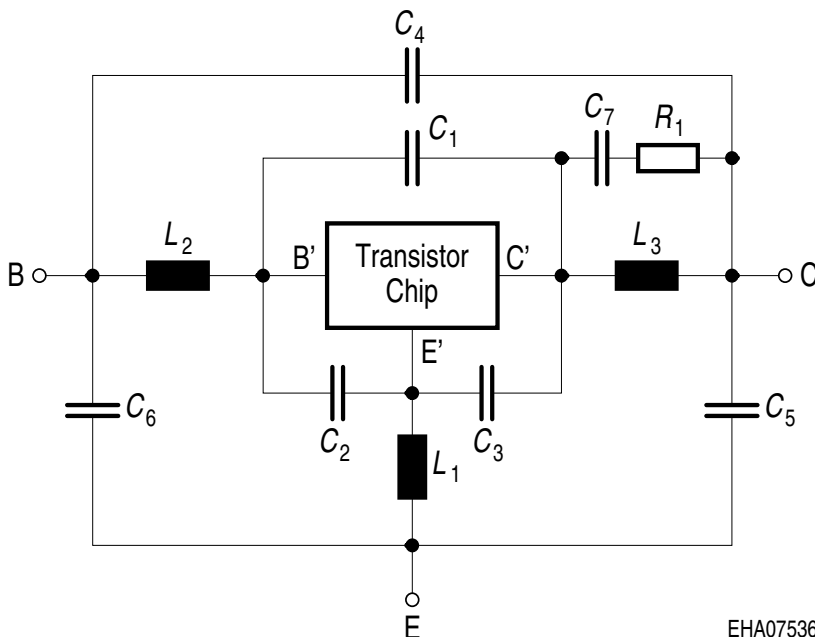 C4
C1
C7
R1
L2
L3
B
B'
Transistor
Chip
C'
C
E'
C6
C2
C3
C5
L1
E
EHA07536